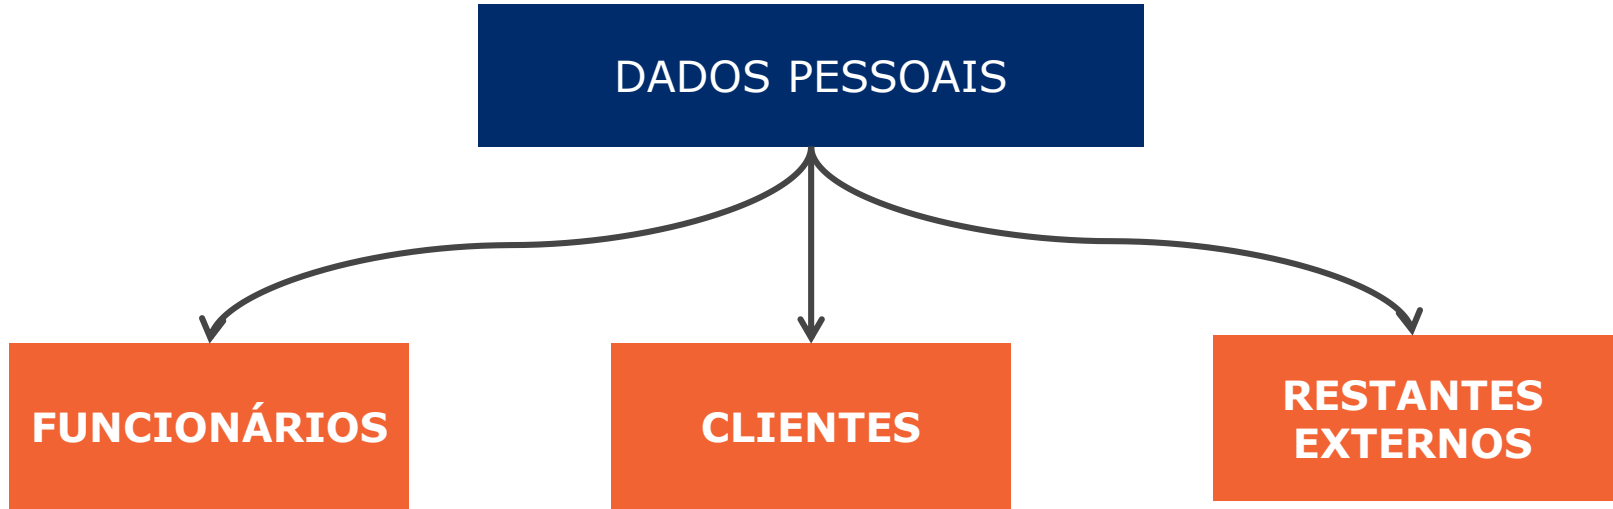 DADOS PESSOAIS
FUNCIONÁRIOS
CLIENTES
RESTANTES
EXTERNOS